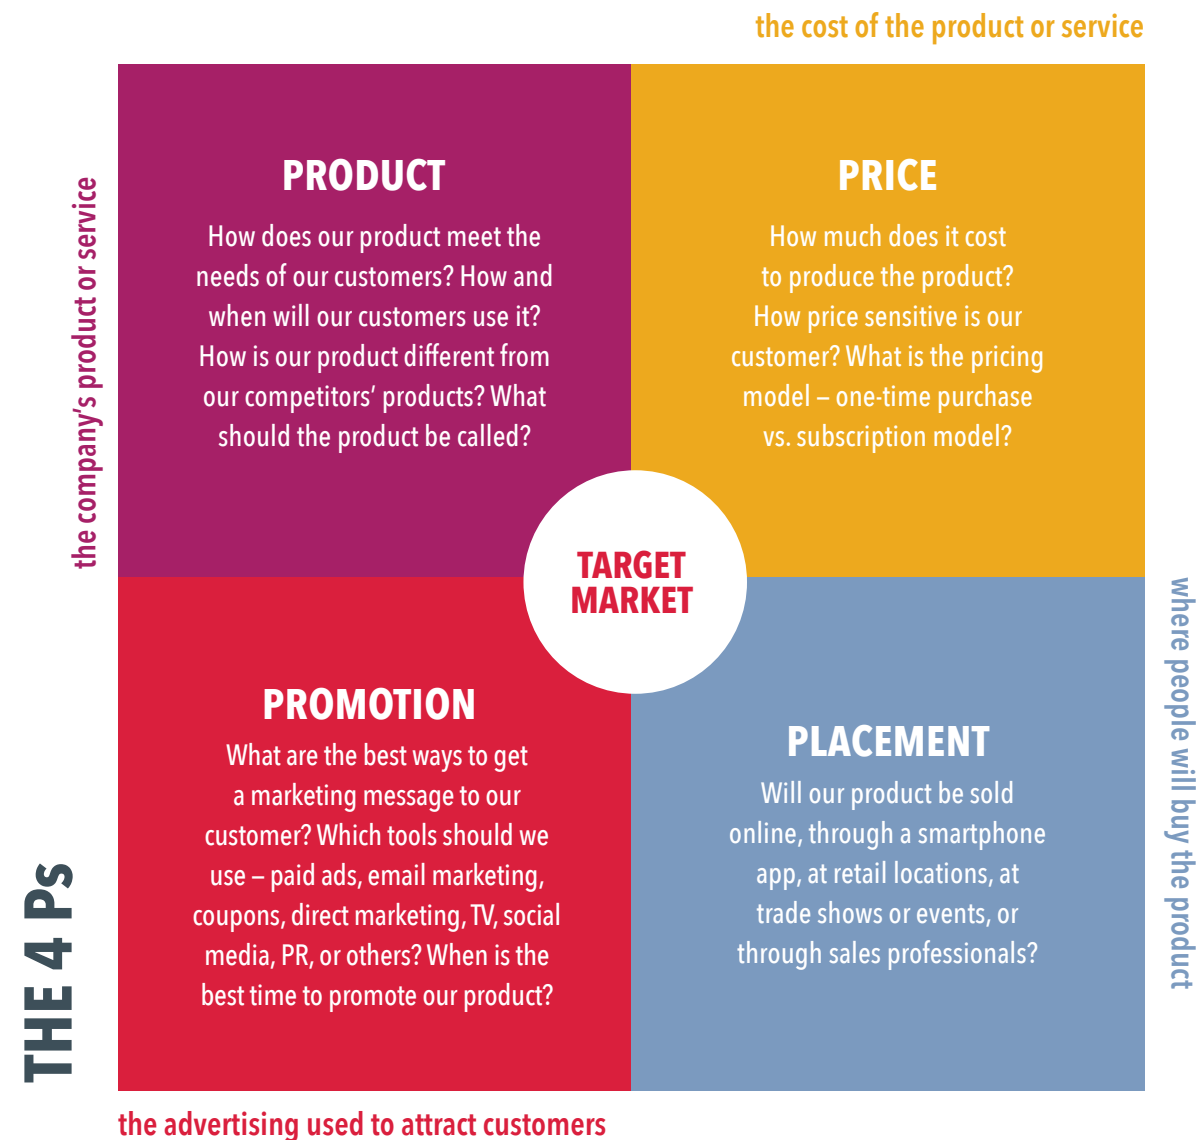 the cost of the product or service
the company's product or service
PRODUCT
How does our product meet the
needs of our customers? How and
when will our customers use it?
How is our product different from
our competitors' products? What
should the product be called?
PRICE
How much does it cost
to produce the product?
How price sensitive is our
customer? What is the pricing
model – one-time purchase
vs. subscription model?
TARGET
MARKET
PROMOTION
What are the best ways to get
a marketing message to our
customer? Which tools should we
use – paid ads, email marketing,
coupons, direct marketing, TV, social
media, PR, or others? When is the
best time to promote our product?
PLACEMENT
Will our product be sold
online, through a smartphone
app, at retail locations, at
trade shows or events, or
through sales professionals?
where people will buy the product
THE 4 Ps
the advertising used to attract customers